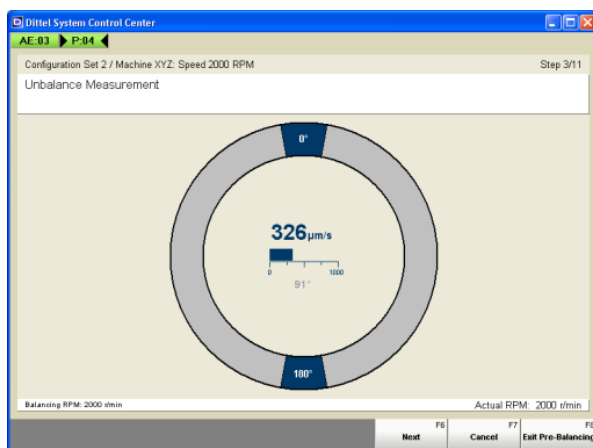 Dittel System Control Center
AE:03 P:04
Configuration Set 2 / Machine XYZ: Speed 2000 RPM Step 3/11
Unbalance Measurement
0°
326 µm/s
0 1000
91°
180°
Balancing RPM: 2000 r/min Actual RPM: 2000 r/min
F6 F7 F8
Next Cancel Exit Pre-Balancing